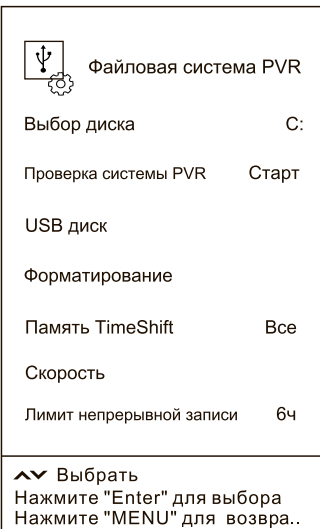 Файловая система PVR
Выбор диска C:
Проверка системы PVR Старт
USB диск
Форматирование
Память TimeShift Все
Скорость
Лимит непрерывной записи 6ч
Выбрать
Нажмите "Enter" для выбора
Нажмите "MENU" для возвра..